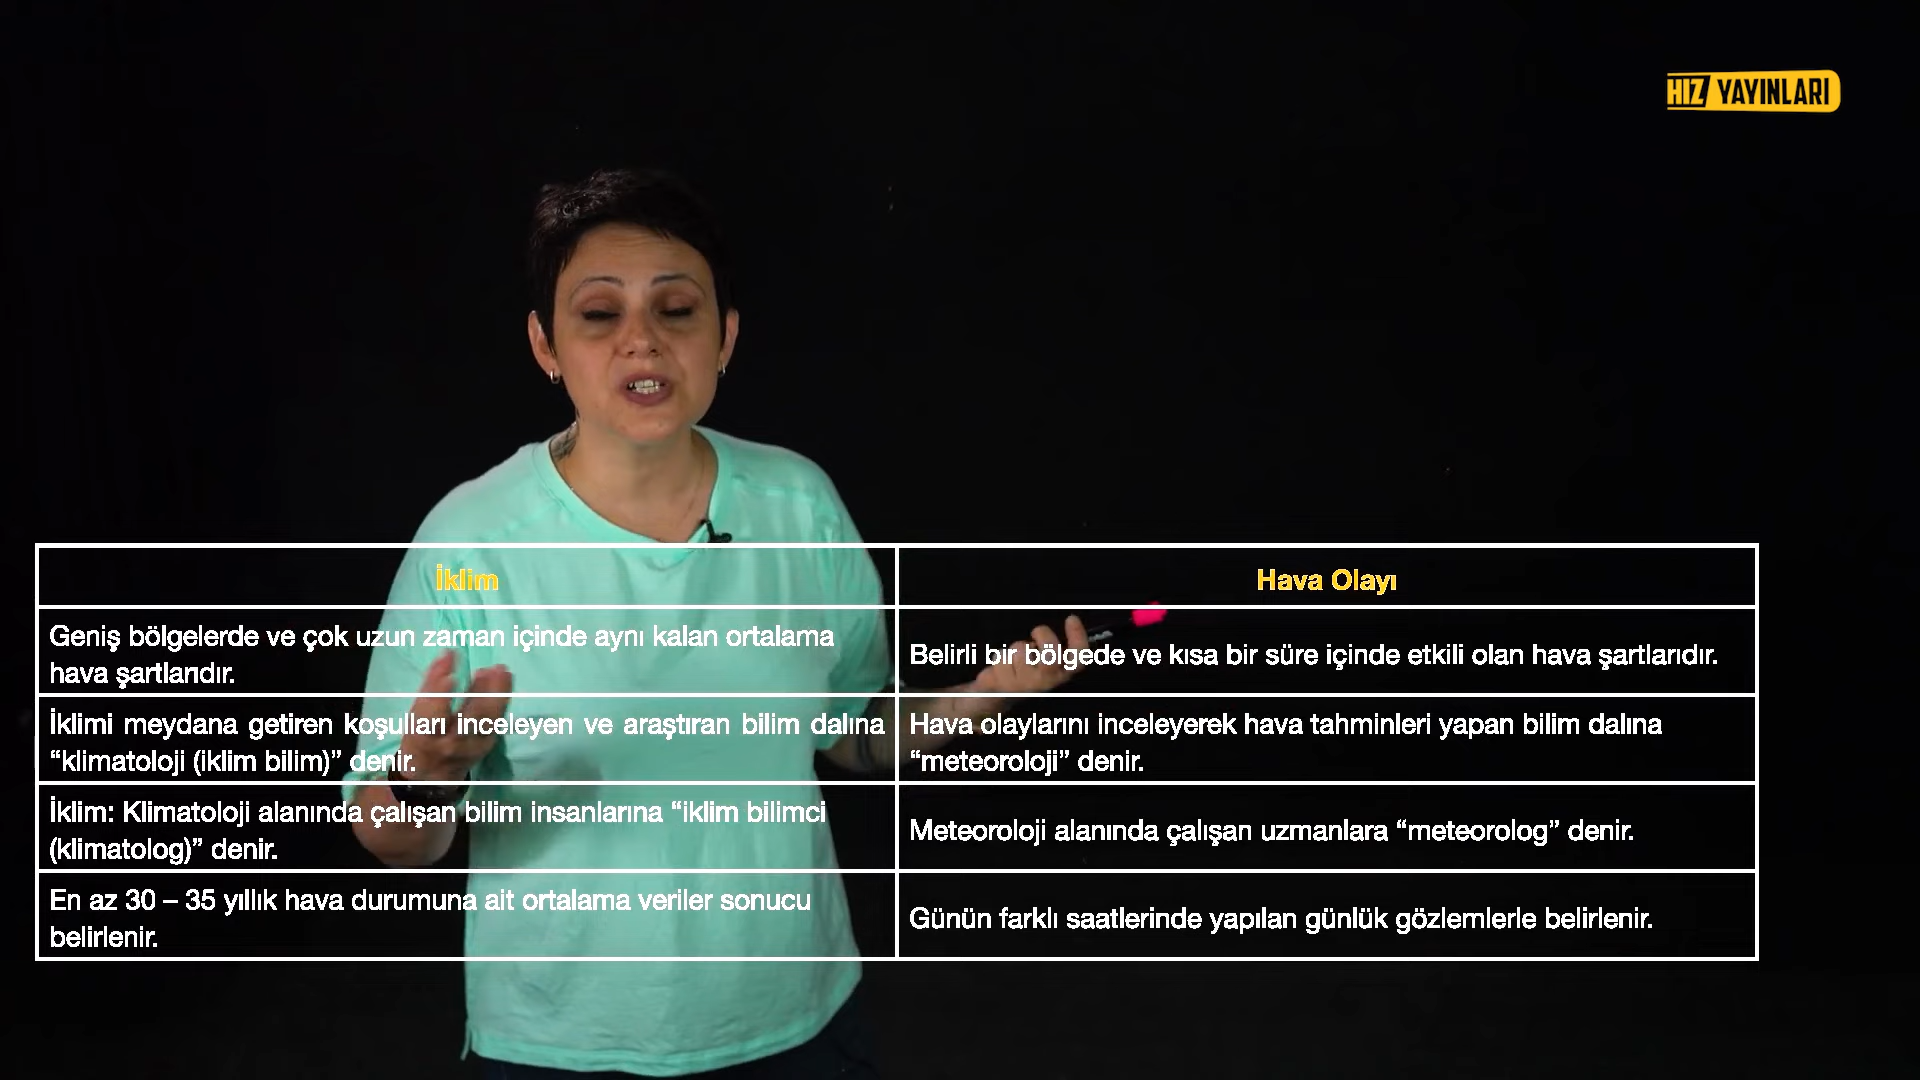 HIZ YAYINLARI
İklim
Hava Olayı
Geniş bölgelerde ve çok uzun zaman içinde aynı kalan ortalama
hava şartlarıdır.
Belirli bir bölgede ve kısa bir süre içinde etkili olan hava şartlarıdır.
İklimi meydana getiren koşulları inceleyen ve araştıran bilim dalına
“klimatoloji (iklim bilim)” denir.
Hava olaylarını inceleyerek hava tahminleri yapan bilim dalına
“meteoroloji” denir.
İklim: Klimatoloji alanında çalışan bilim insanlarına “iklim bilimci
(klimatolog)” denir.
Meteoroloji alanında çalışan uzmanlara “meteorolog” denir.
En az 30 – 35 yıllık hava durumuna ait ortalama veriler sonucu
belirlenir.
Günün farklı saatlerinde yapılan günlük gözlemlerle belirlenir.